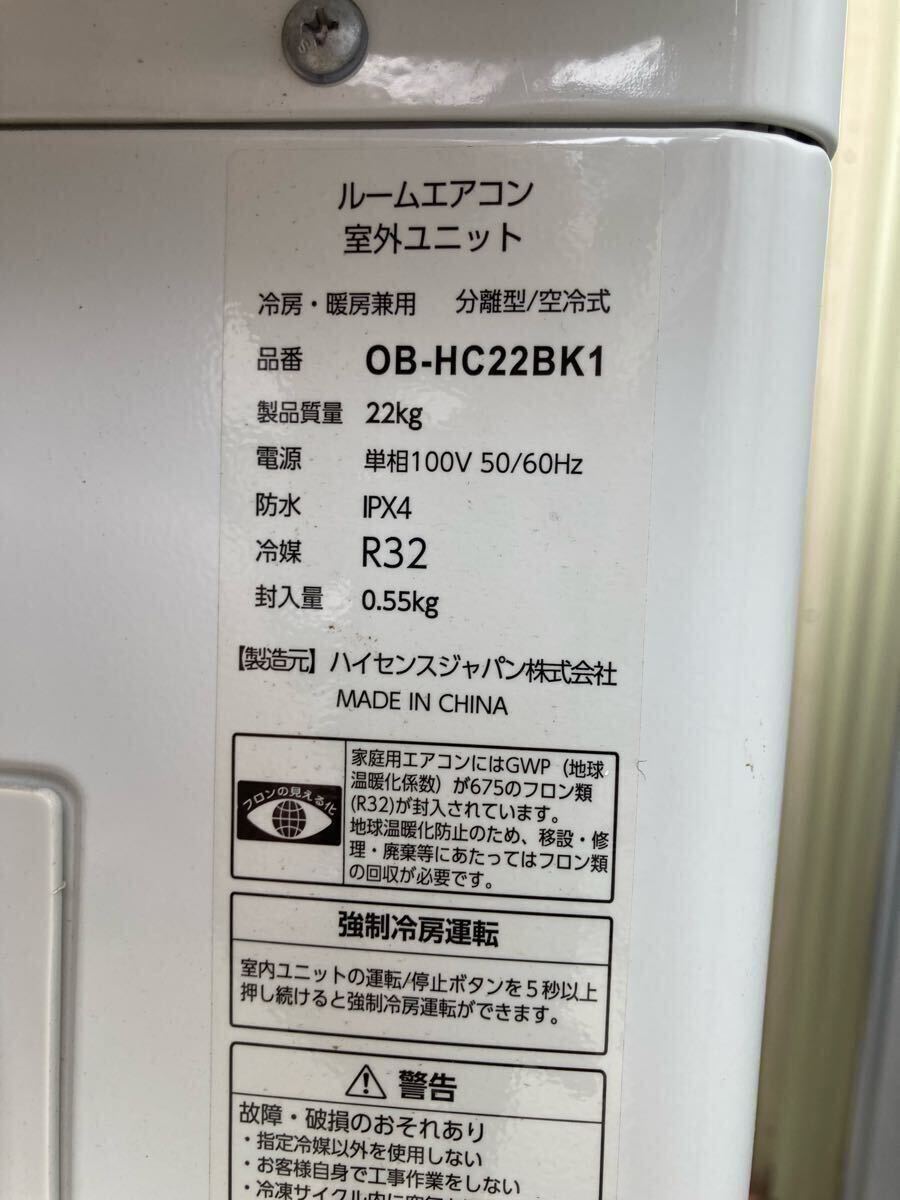 ルームエアコン
室外ユニット
冷房・暖房兼用 分離型/空冷式
品番 OB-HC22BK1
製品質量 22kg
電源 単相100V 50/60Hz
防水 IPX4
冷媒 R32
封入量 0.55kg
【製造元】ハイセンスジャパン株式会社
MADE IN CHINA
フロンの見える化
家庭用エアコンにはGWP（地球
温暖化係数）が675のフロン類
(R32)が封入されています。
地球温暖化防止のため、移設・修
理・廃棄等にあたってはフロン類
の回収が必要です。
強制冷房運転
室内ユニットの運転/停止ボタンを5秒以上
押し続けると強制冷房運転ができます。
警告
故障・破損のおそれあり
・指定冷媒以外を使用しない
・お客様自身で工事作業をしない
・冷凍サイクル内に空気